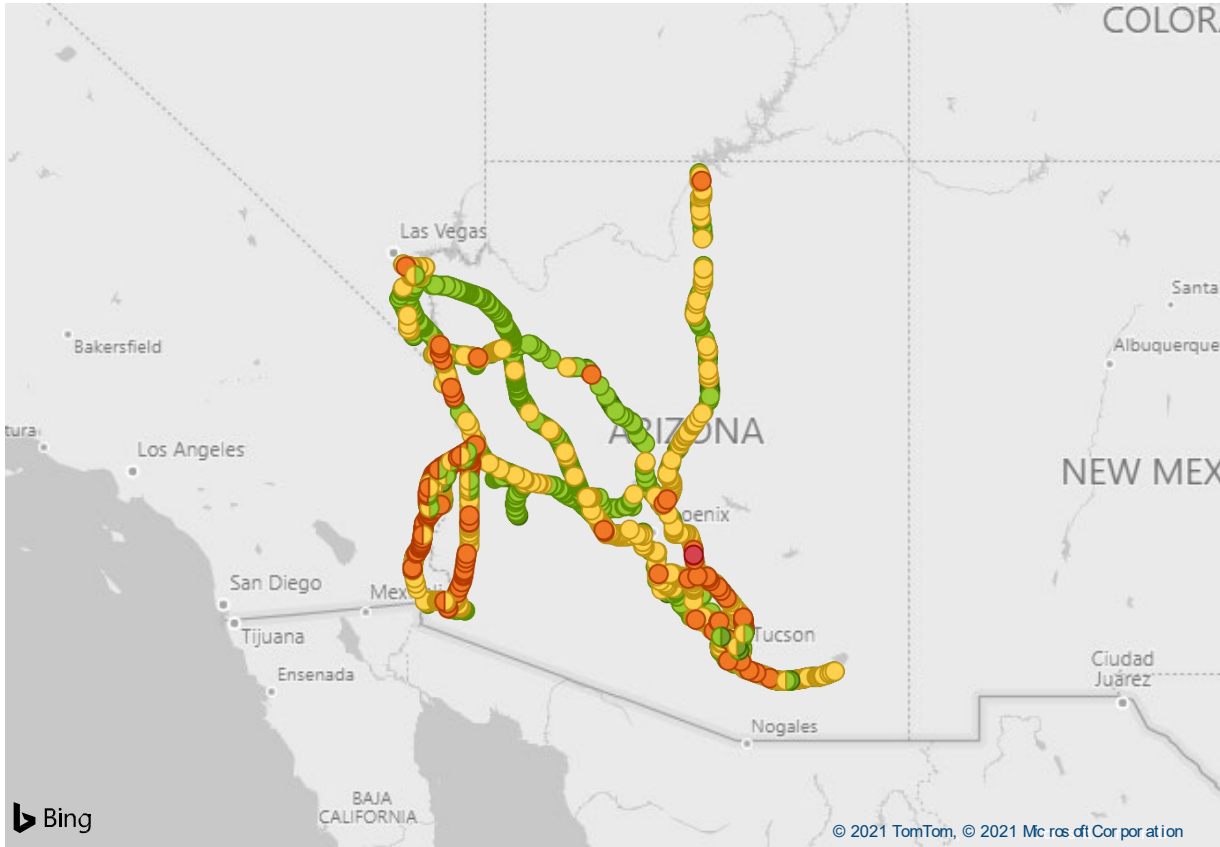 COLORA
Las Vegas
Santa
Bakersfield
Albuquerque
tura
ARIZONA
Los Angeles
NEW MEX
oenix
San Diego
Mexicali
Tijuana
Tucson
Ensenada
Ciudad
Juárez
Nogales
BAJA
CALIFORNIA
Bing
© 2021 TomTom, © 2021 Microsoft Corporation